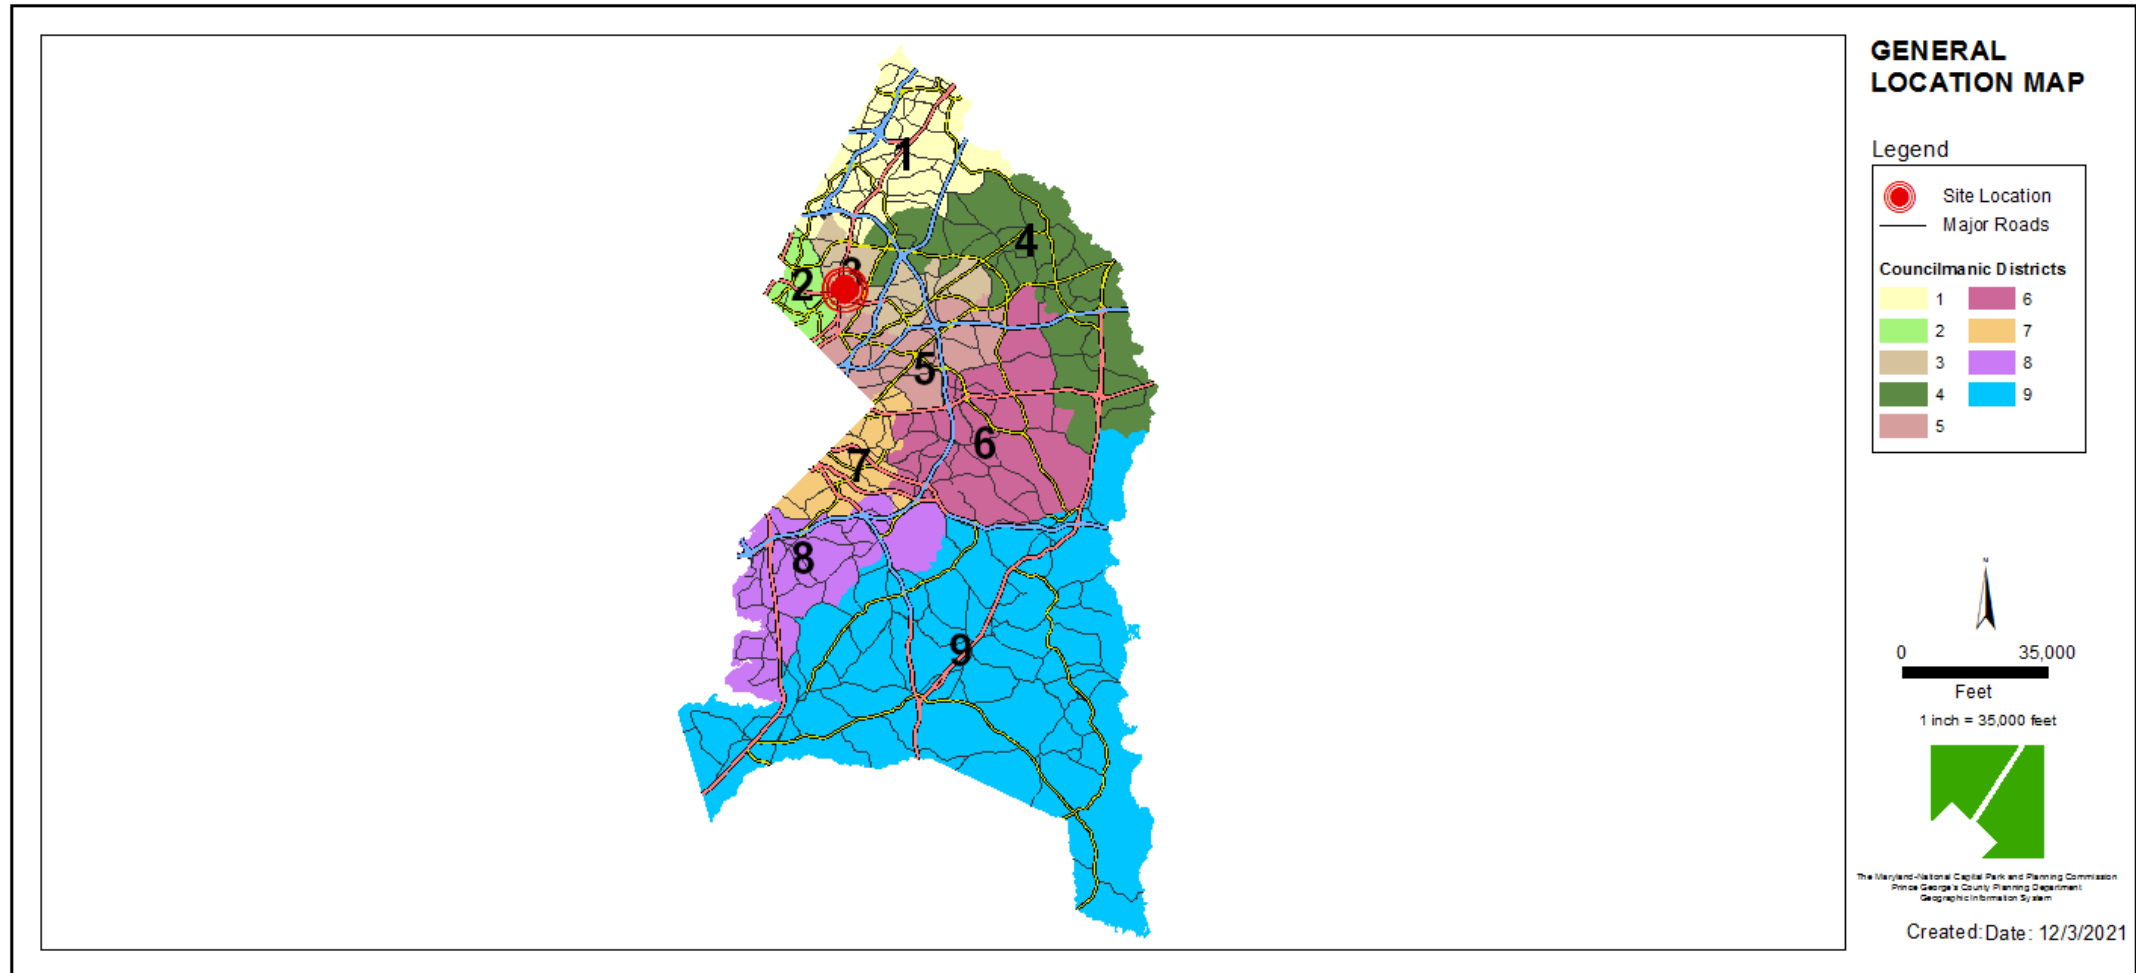 GENERAL
LOCATION MAP
Legend
Site Location
Major Roads
Councilmanic Districts
1 6
2 7
3 8
4 9
5
1
4
3
2
5
6
7
8
9
N
0 35,000
Feet
1 inch = 35,000 feet
The Maryland-National Capital Park and Planning Commission
Prince George's County Planning Department
Geographic Information System
Created: Date: 12/3/2021